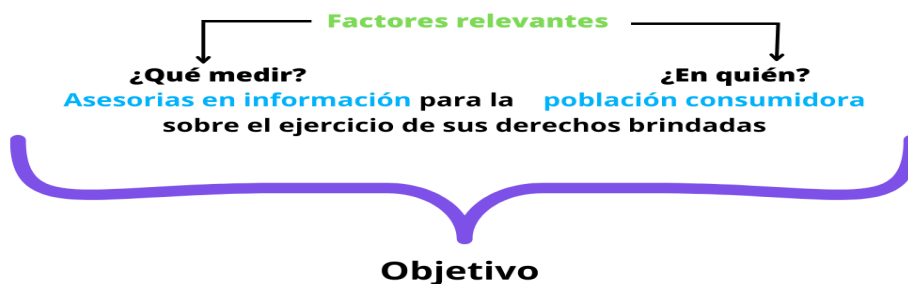 Factores relevantes
¿Qué medir? ¿En quién?
Asesorias en información para la población consumidora
sobre el ejercicio de sus derechos brindadas
Objetivo